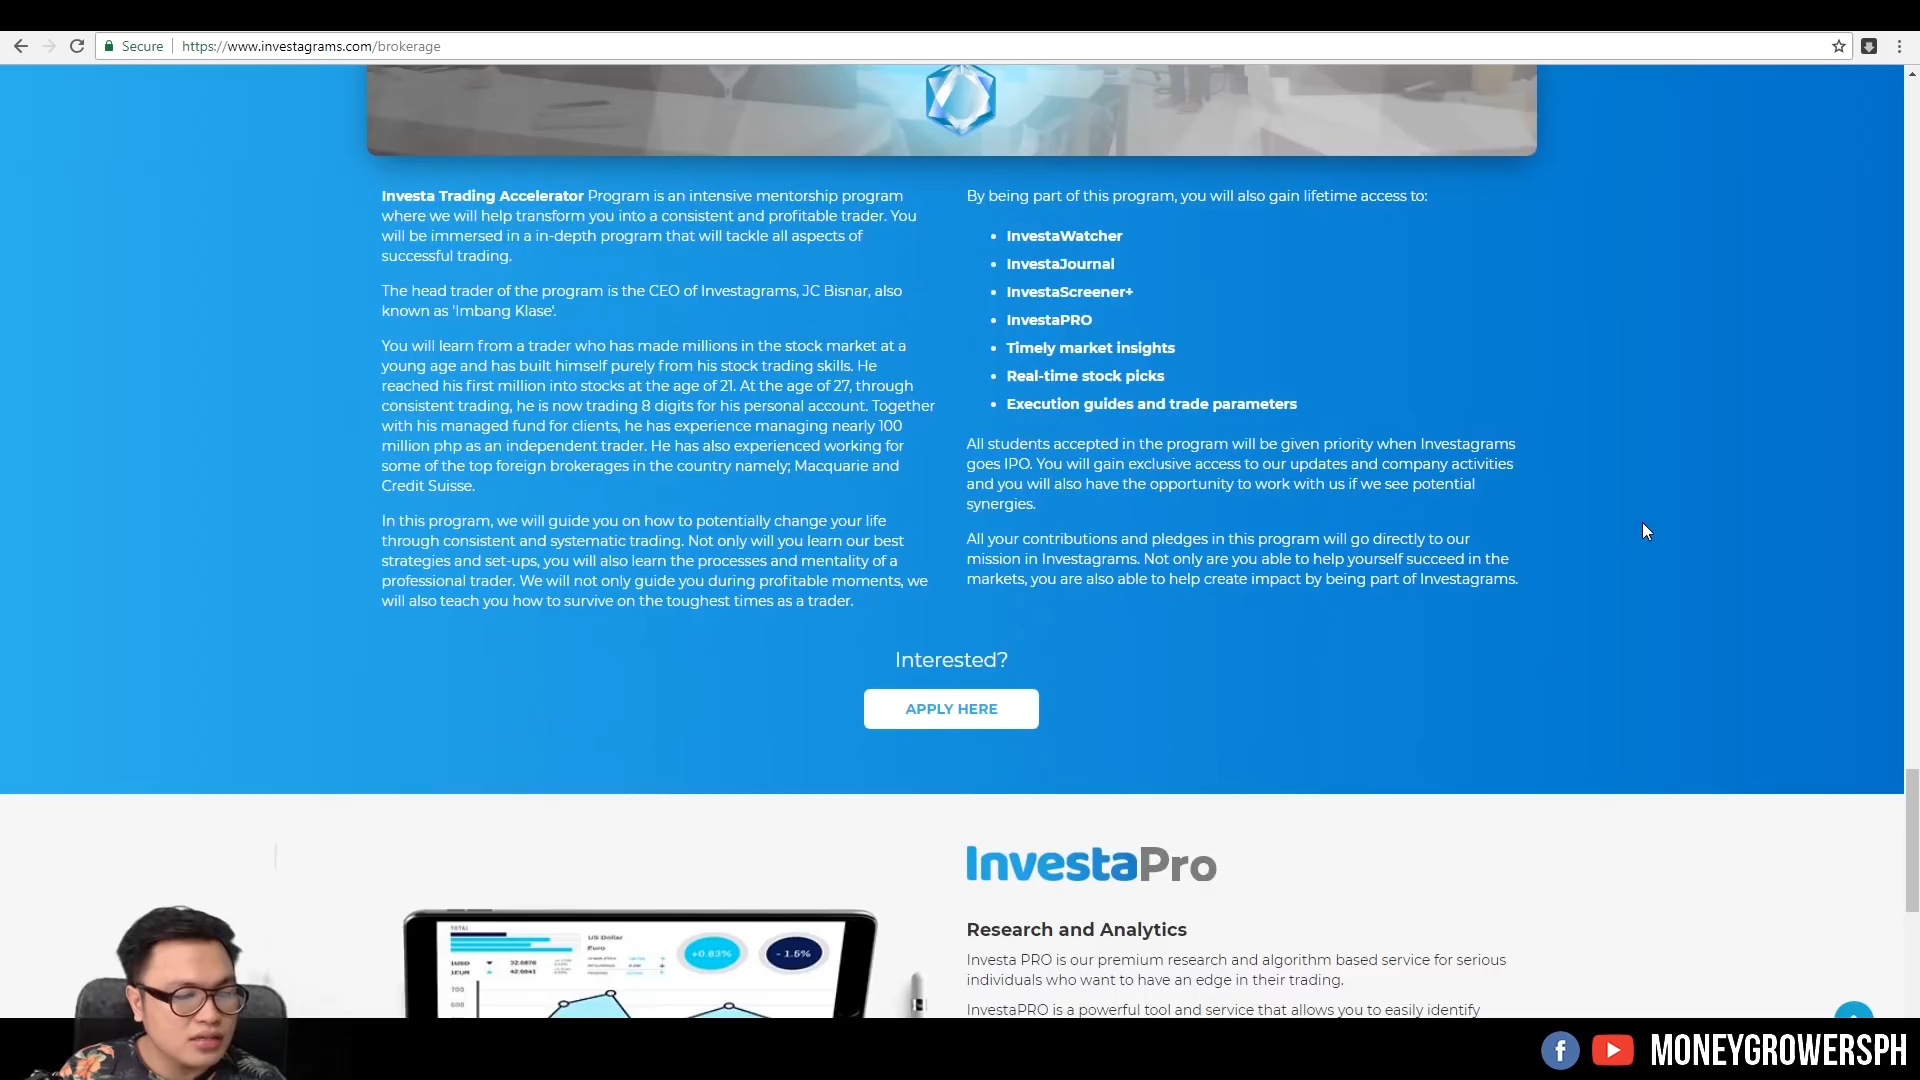 Secure https://www.investagrams.com/brokerage
Investa Trading Accelerator Program is an intensive mentorship program
where we will help transform you into a consistent and profitable trader. You
will be immersed in a in-depth program that will tackle all aspects of
successful trading.
The head trader of the program is the CEO of Investagrams, JC Bisnar, also
known as 'Imbang Klase'.
You will learn from a trader who has made millions in the stock market at a
young age and has built himself purely from his stock trading skills. He
reached his first million into stocks at the age of 21. At the age of 27, through
consistent trading, he is now trading 8 digits for his personal account. Together
with his managed fund for clients, he has experience managing nearly 100
million php as an independent trader. He has also experienced working for
some of the top foreign brokerages in the country namely; Macquarie and
Credit Suisse.
In this program, we will guide you on how to potentially change your life
through consistent and systematic trading. Not only will you learn our best
strategies and set-ups, you will also learn the processes and mentality of a
professional trader. We will not only guide you during profitable moments, we
will also teach you how to survive on the toughest times as a trader.
By being part of this program, you will also gain lifetime access to:
• InvestaWatcher
• InvestaJournal
• InvestaScreener+
• InvestaPRO
• Timely market insights
• Real-time stock picks
• Execution guides and trade parameters
All students accepted in the program will be given priority when Investagrams
goes IPO. You will gain exclusive access to our updates and company activities
and you will also have the opportunity to work with us if we see potential
synergies.
All your contributions and pledges in this program will go directly to our
mission in Investagrams. Not only are you able to help yourself succeed in the
markets, you are also able to help create impact by being part of Investagrams.
Interested?
APPLY HERE
InvestaPro
Research and Analytics
Investa PRO is our premium research and algorithm based service for serious
individuals who want to have an edge in their trading.
InvestaPRO is a powerful tool and service that allows you to easily identify
TOTAL
US Dollar
Euro
+0.83%
- 1.5%
1USD 32.0876
1EUR 42.0041
700
600
MONEYGROWERSPH